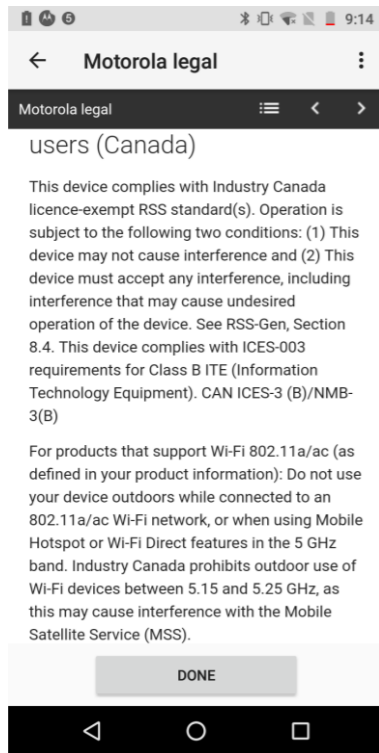 9:14
Motorola legal
Motorola legal
users (Canada)
This device complies with Industry Canada
licence-exempt RSS standard(s). Operation is
subject to the following two conditions: (1) This
device may not cause interference and (2) This
device must accept any interference, including
interference that may cause undesired
operation of the device. See RSS-Gen, Section
8.4. This device complies with ICES-003
requirements for Class B ITE (Information
Technology Equipment). CAN ICES-3 (B)/NMB-
3(B)
For products that support Wi-Fi 802.11a/ac (as
defined in your product information): Do not use
your device outdoors while connected to an
802.11a/ac Wi-Fi network, or when using Mobile
Hotspot or Wi-Fi Direct features in the 5 GHz
band. Industry Canada prohibits outdoor use of
Wi-Fi devices between 5.15 and 5.25 GHz, as
this may cause interference with the Mobile
Satellite Service (MSS).
DONE